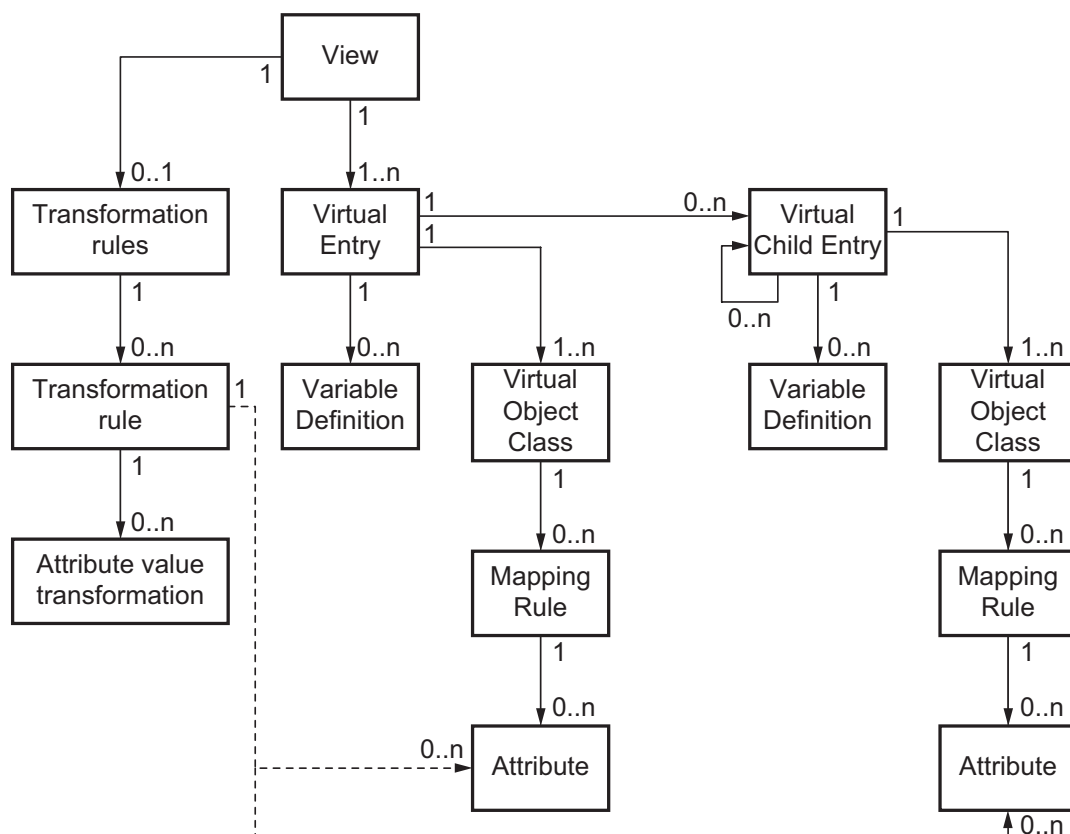 View
1
1
0..1
1..n
Transformation
rules
Virtual
Entry
1
0..n
1
Virtual
Child Entry
1
1
1
0..n
1
0..n
0..n
1..n
0..n
1..n
Transformation
rule
1
Variable
Definition
Virtual
Object
Class
Variable
Definition
Virtual
Object
Class
1
1
1
0..n
0..n
0..n
Attribute value
transformation
Mapping
Rule
Mapping
Rule
1
1
0..n
0..n
0..n
Attribute
Attribute
0..n